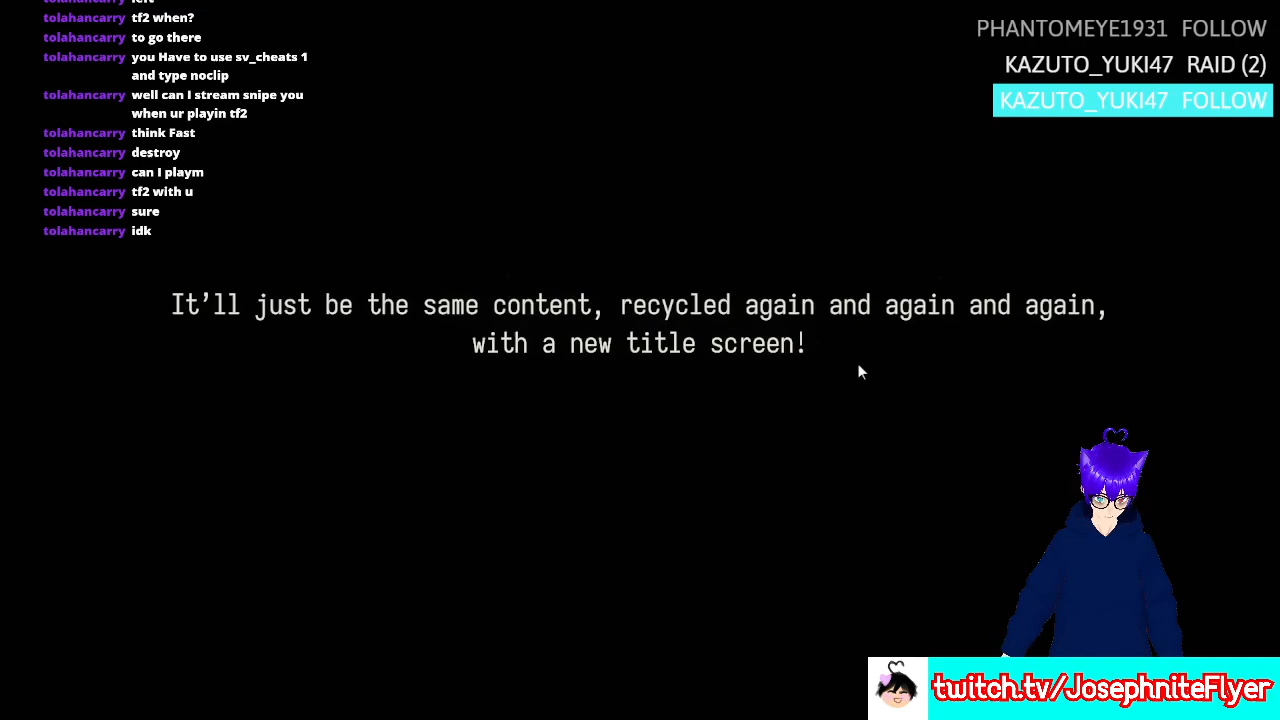 tolahancarry tf2 when?
tolahancarry to go there
tolahancarry you Have to use sv_cheats 1
and type noclip
tolahancarry well can I stream snipe you
when ur playin tf2
tolahancarry think Fast
tolahancarry destroy
tolahancarry can I playm
tolahancarry tf2 with u
tolahancarry sure
tolahancarry idk
PHANTOMEYE1931 FOLLOW
KAZUTO_YUKI47 RAID (2)
KAZUTO_YUKI47 FOLLOW
It'll just be the same content, recycled again and again and again,
with a new title screen!
twitch.tv/JosephniteFlyer